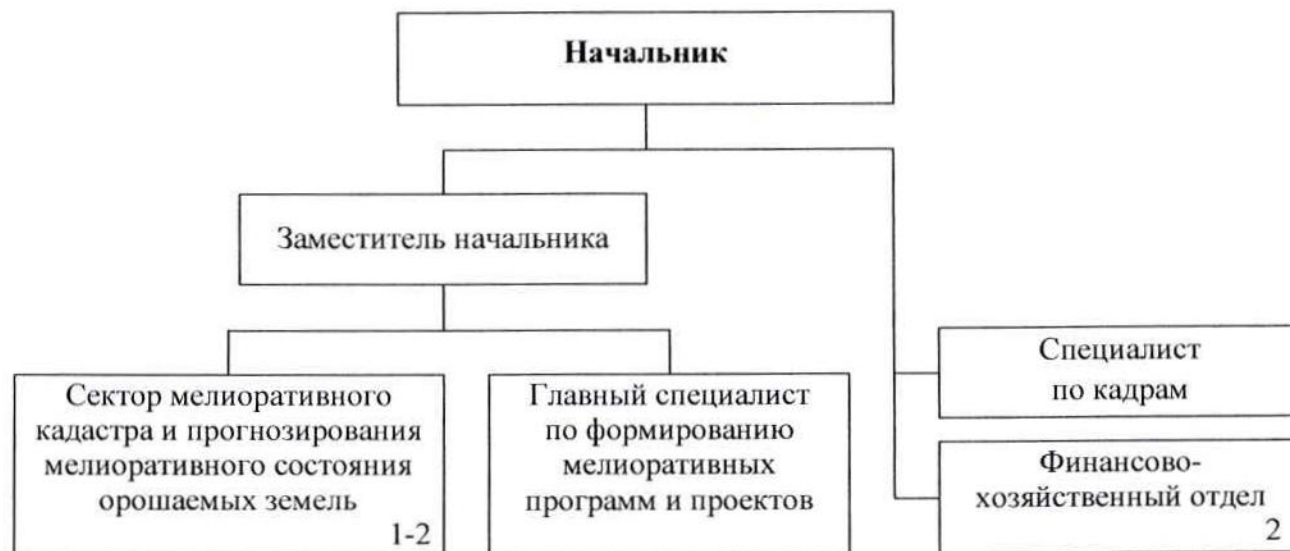 Начальник
Заместитель начальника
Сектор мелиоративного
кадастра и прогнозирования
мелиоративного состояния
орошаемых земель
1-2
Главный специалист
по формированию
мелиоративных
программ и проектов
Специалист
по кадрам
Финансово-
хозяйственный отдел
2